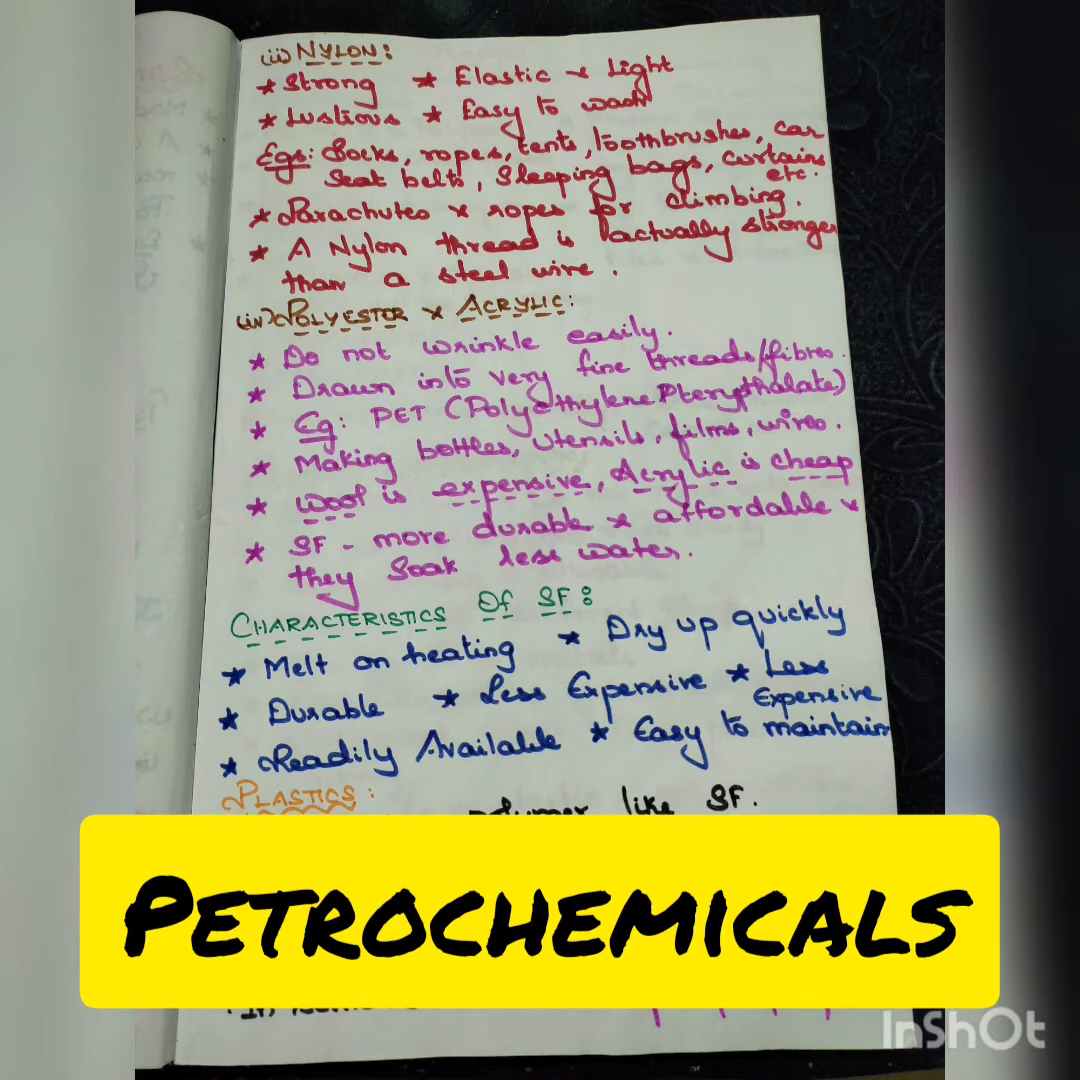 (ii) NYLON:
* Strong * Elastic & Light
* Lustious * Easy to wash
Egs: Socks, ropes, tents, Toothbrushes, car
Seat belts, Sleeping bags, curtains
etc.
* Parachutes & ropes for climbing.
* A Nylon thread is actually stronger
than a steel wire.
POLYESTER & ACRYLIC:
* Do not wrinkle easily.
* Drawn into very fine threads/fibres.
* Eg: PET (Polyethylene Pterypthalate)
* Making bottles, utensils, films, wires.
* Wool is expensive, Acrylic is cheap
* SF - more durable & affordable &
they soak less water.
CHARACTERISTICS Of SF:
* Melt on heating * Dry up quickly
* Durable * Less Expensive * Less
Expensive
* Readily Available * Easy to maintain
PLASTICS:
like SF.
PETROCHEMICALS
InShOt